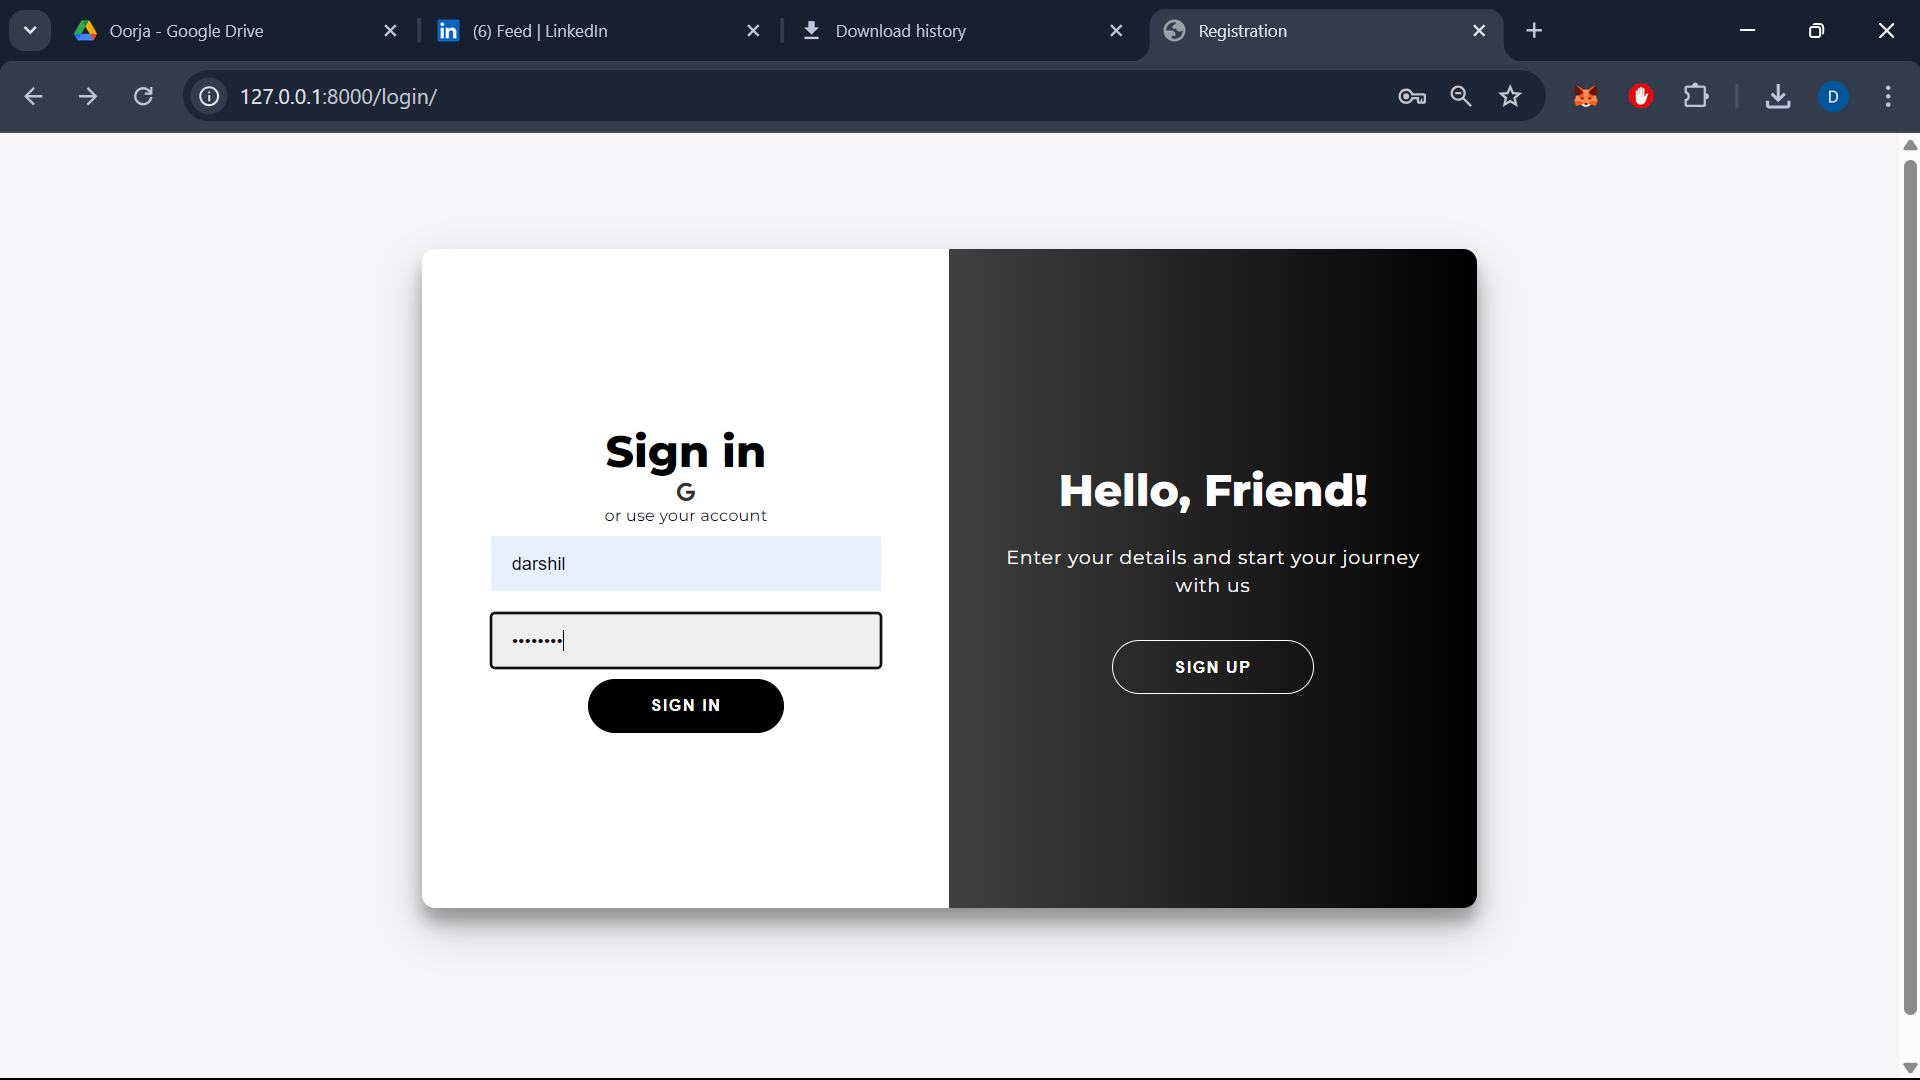 Oorja - Google Drive
(6) Feed | LinkedIn
Download history
Registration
127.0.0.1:8000/login/
D
Sign in
G
or use your account
darshil
••••••••
SIGN IN
Hello, Friend!
Enter your details and start your journey
with us
SIGN UP